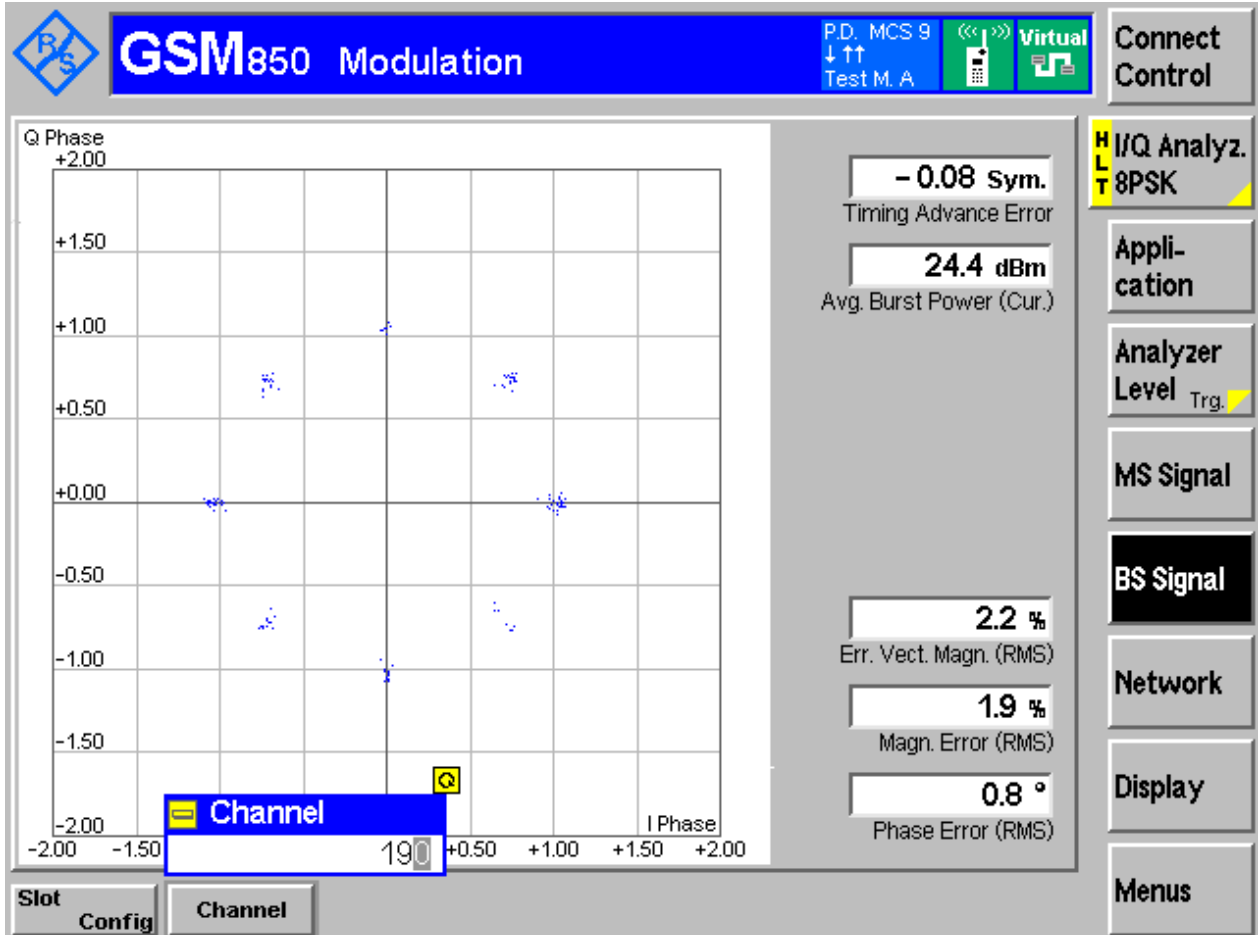 R/S
GSM850 Modulation
P.D. MCS 9
↓ ↑↑
Test M. A
Virtual
Connect
Control
Q Phase
+2.00
+1.50
+1.00
+0.50
+0.00
-0.50
-1.00
-1.50
-2.00
I Phase
-2.00 -1.50 +0.50 +1.00 +1.50 +2.00
Q
Channel
190
- 0.08 Sym.
Timing Advance Error
24.4 dBm
Avg. Burst Power (Cur.)
2.2 %
Err. Vect. Magn. (RMS)
1.9 %
Magn. Error (RMS)
0.8 °
Phase Error (RMS)
HLT
I/Q Analyz.
8PSK
Appli-
cation
Analyzer
Level Trg.
MS Signal
BS Signal
Network
Display
Menus
Slot
Config
Channel